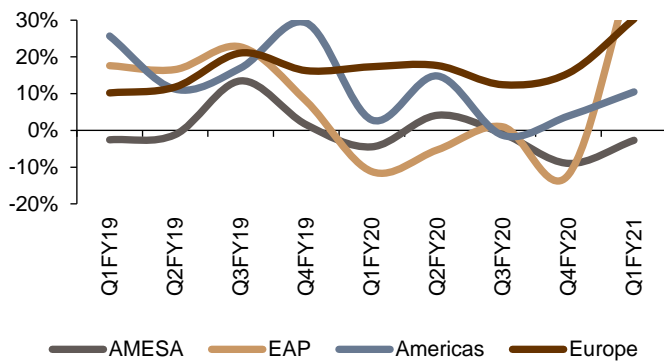 30%
20%
10%
0%
-10%
-20%
Q1FY19
Q2FY19
Q3FY19
Q4FY19
Q1FY20
Q2FY20
Q3FY20
Q4FY20
Q1FY21
AMESA EAP Americas Europe